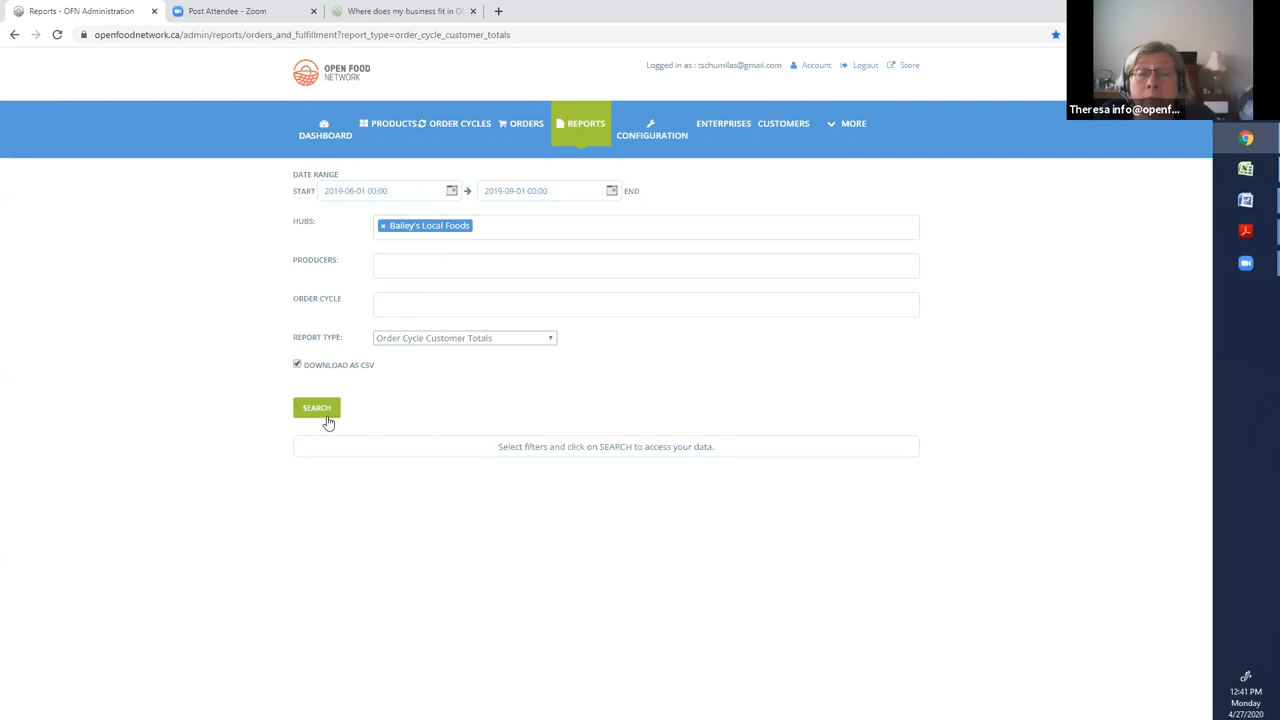 Reports - OFN Administration
Post Attendee - Zoom
Where does my business fit in O
openfoodnetwork.ca/admin/reports/orders_and_fulfillment?report_type=order_cycle_customer_totals
Theresa info@openf...
OPEN FOOD
NETWORK
Logged in as : tschumilas@gmail.com
Account
Logout
Store
DASHBOARD
PRODUCTS
ORDER CYCLES
ORDERS
REPORTS
CONFIGURATION
ENTERPRISES
CUSTOMERS
MORE
DATE RANGE
START 2019-06-01 00:00 2019-09-01 00:00 END
HUBS: × Bailey's Local Foods
PRODUCERS:
ORDER CYCLE
REPORT TYPE: Order Cycle Customer Totals
DOWNLOAD AS CSV
SEARCH
Select filters and click on SEARCH to access your data.
12:41 PM
Monday
4/27/2020